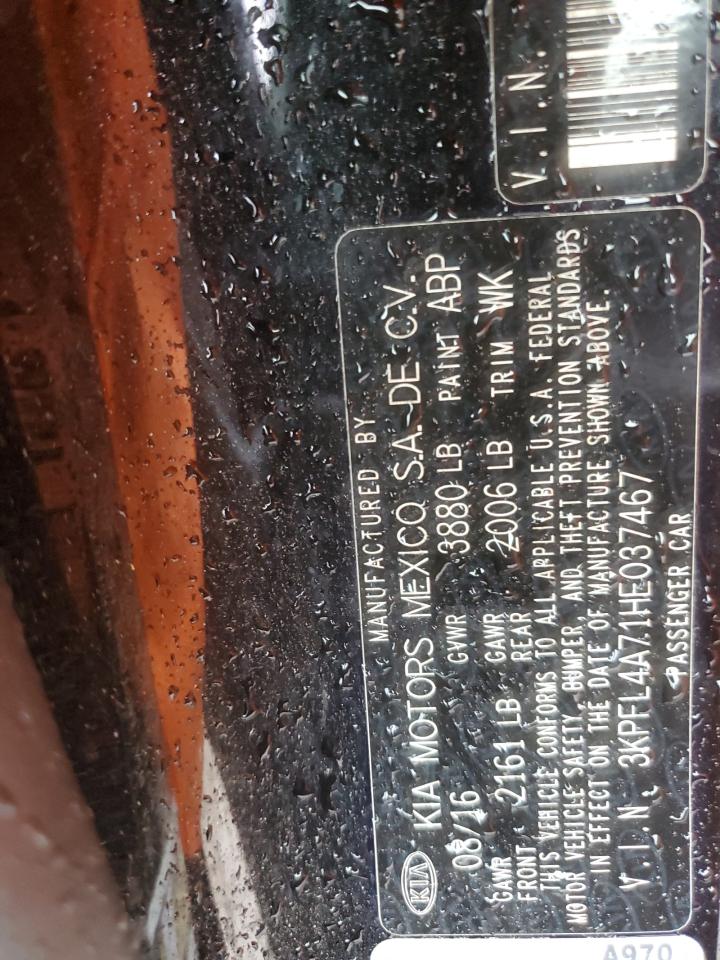 V.I.N.
MANUFACTURED BY
KIA KIA MOTORS MEXICO S.A. DE C.V.
08/16 GVWR 3880 LB PAINT ABP
GAWR FRONT 2161 LB GAWR REAR 2006 LB TRIM WK
THIS VEHICLE CONFORMS TO ALL APPLICABLE U.S.A. FEDERAL
MOTOR VEHICLE SAFETY, BUMPER, AND THEFT PREVENTION STANDARDS
IN EFFECT ON THE DATE OF MANUFACTURE SHOWN ABOVE.
V.I.N 3KPFL4A71HE037467
PASSENGER CAR
A970